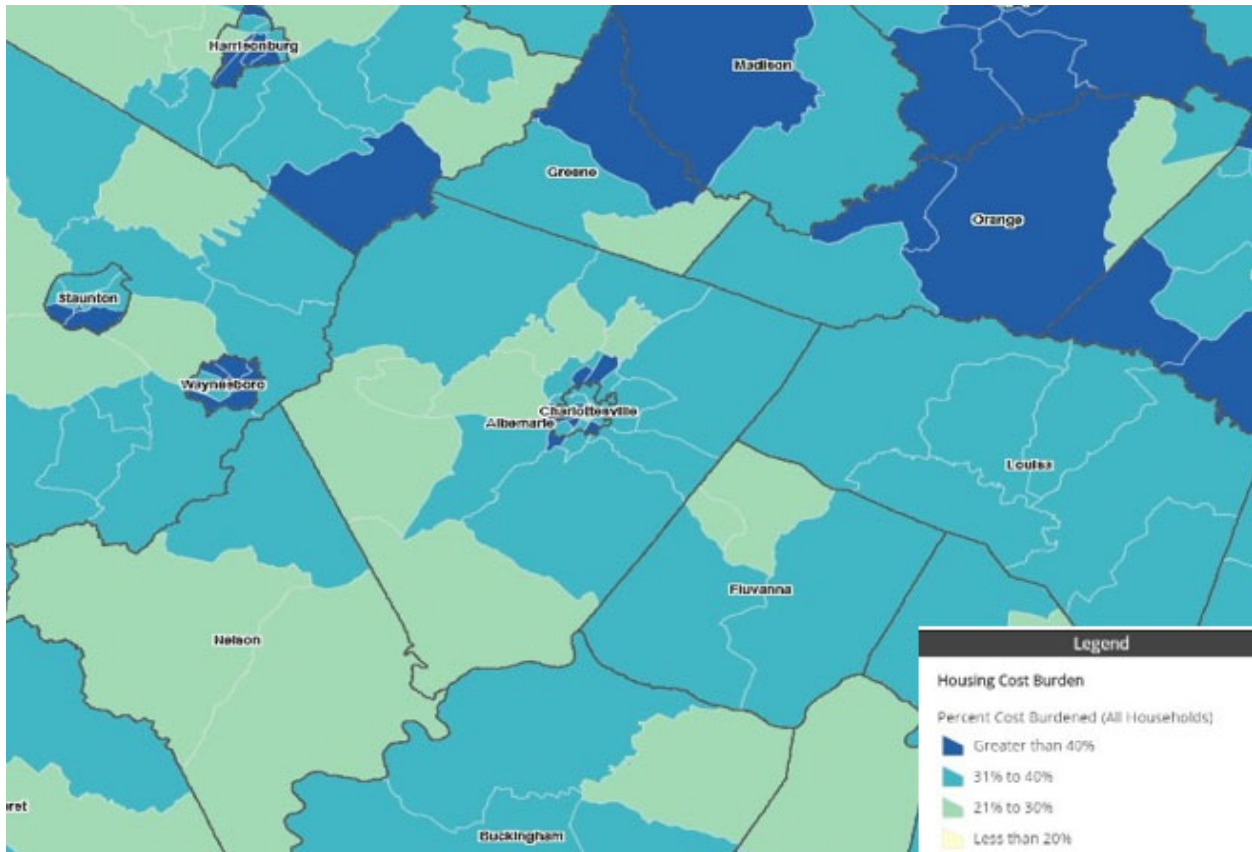 Harrisonburg
Madison
Greene
Orange
Staunton
Waynesboro
Charlottesville
Albemarle
Louisa
Fluvanna
Nelson
Buckingham
oret
Legend
Housing Cost Burden
Percent Cost Burdened (All Households)
Greater than 40%
31% to 40%
21% to 30%
Less than 20%